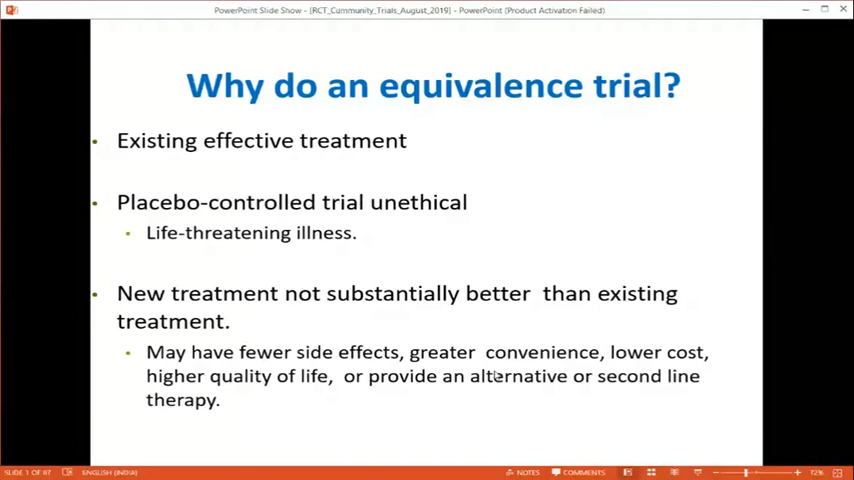 PowerPoint Slide Show - [RCT_Cummunity_Trials_August_2019] - PowerPoint (Product Activation Failed)
Why do an equivalence trial?
• Existing effective treatment
• Placebo-controlled trial unethical
• Life-threatening illness.
• New treatment not substantially better than existing
treatment.
• May have fewer side effects, greater convenience, lower cost,
higher quality of life, or provide an alternative or second line
therapy.
SLIDE 1 OF 87 ENGLISH (INDIA) NOTES COMMENTS 72%